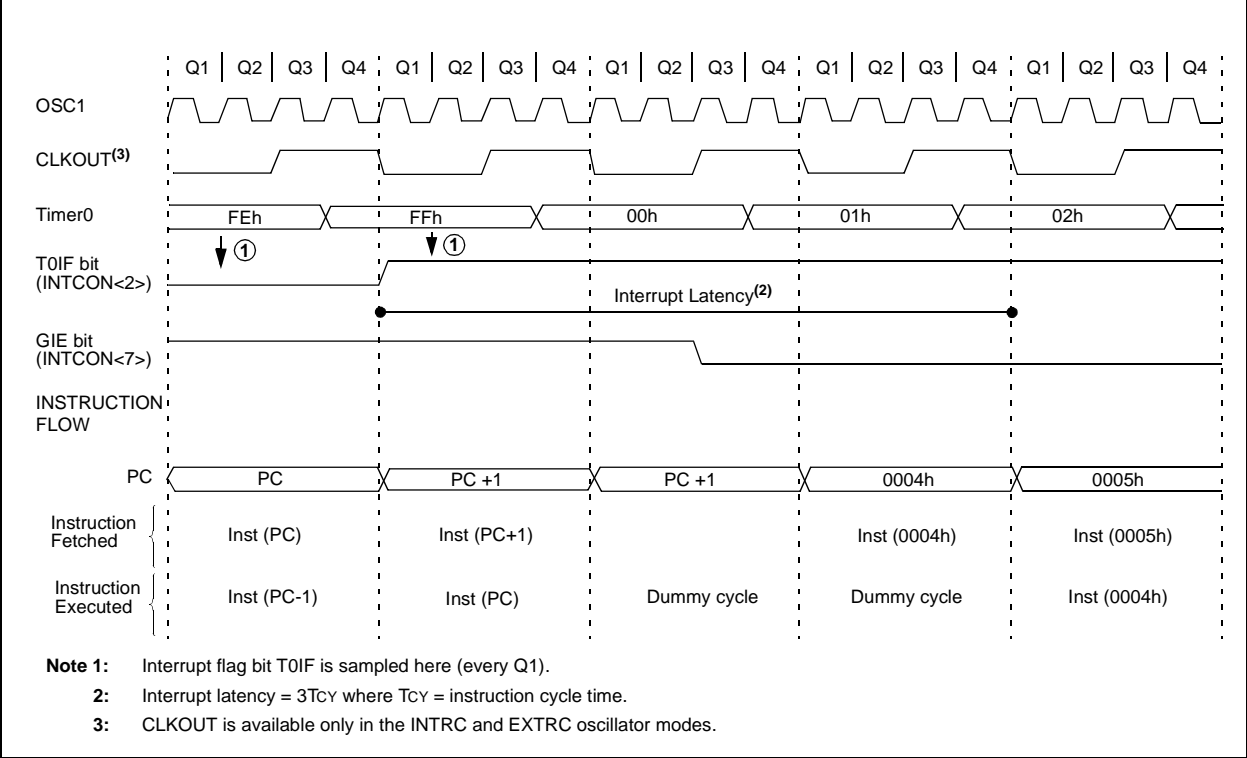 Q1 Q2 Q3 Q4 Q1 Q2 Q3 Q4 Q1 Q2 Q3 Q4 Q1 Q2 Q3 Q4 Q1 Q2 Q3 Q4
OSC1
CLKOUT(3)
Timer0 FEh FFh 00h 01h 02h
1 1
T0IF bit
(INTCON<2>)
Interrupt Latency(2)
GIE bit
(INTCON<7>)
INSTRUCTION
FLOW
PC PC PC +1 PC +1 0004h 0005h
Instruction
Fetched
Inst (PC) Inst (PC+1) Inst (0004h) Inst (0005h)
Instruction
Executed
Inst (PC-1) Inst (PC) Dummy cycle Dummy cycle Inst (0004h)
Note 1: Interrupt flag bit T0IF is sampled here (every Q1).
2: Interrupt latency = 3TCY where TCY = instruction cycle time.
3: CLKOUT is available only in the INTRC and EXTRC oscillator modes.